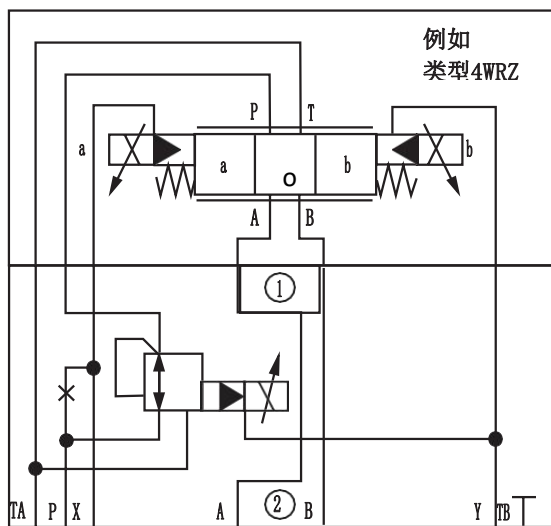 例如
类型4WRZ
P T
a a O b b
A B
①
TA P X A ② B Y TB